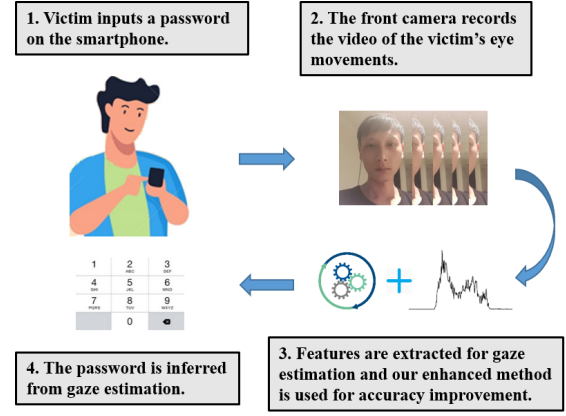 1. Victim inputs a password
on the smartphone.
2. The front camera records
the video of the victim's eye
movements.
1 2 3
ABC DEF
4 5 6
GHI JKL MNO
7 8 9
PQRS TUV WXYZ
0
4. The password is inferred
from gaze estimation.
3. Features are extracted for gaze
estimation and our enhanced method
is used for accuracy improvement.